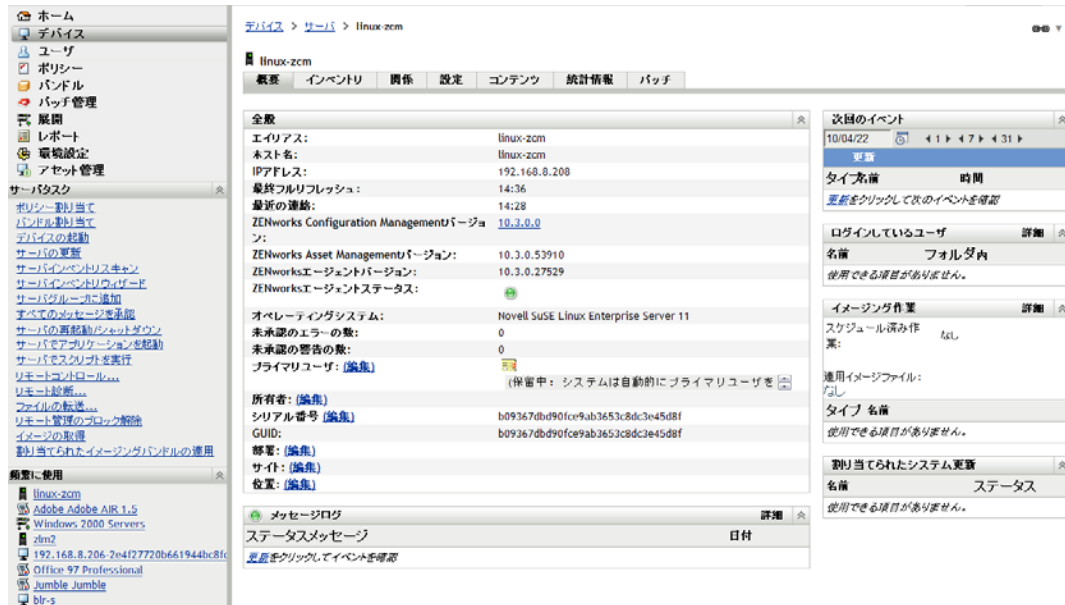 ホーム
デバイス
ユーザ
ポリシー
バンドル
パッチ管理
展開
レポート
環境設定
アセット管理
サーバタスク
ポリシー割り当て
バンドル割り当て
デバイスの起動
サーバの更新
サーバインベントリスキャン
サーバインベントリウィザード
サーバグループに追加
すべてのメッセージを承認
サーバの再起動/シャットダウン
サーバでアプリケーションを起動
サーバでスクリプトを実行
リモートコントロール...
リモート診断...
ファイルの転送...
リモート管理のブロック解除
イメージの取得
割り当てられたイメージングバンドルの適用
頻繁に使用
linux-zcm
Adobe Adobe AIR 1.5
Windows 2000 Servers
zlm2
192.168.8.206-2e4f27720b661944bc8fc
Office 97 Professional
Jumble Jumble
blr-s
デバイス > サーバ > linux-zcm
linux-zcm
概要 インベントリ 関係 設定 コンテンツ 統計情報 パッチ
全般
エイリアス: linux-zcm
ホスト名: linux-zcm
IPアドレス: 192.168.8.208
最終フルリフレッシュ: 14:36
最近の連絡: 14:28
ZENworks Configuration Managementバージョン: 10.3.0.0
ZENworks Asset Managementバージョン: 10.3.0.53910
ZENworksエージェントバージョン: 10.3.0.27529
ZENworksエージェントステータス:
オペレーティングシステム: Novell SuSE Linux Enterprise Server 11
未承認のエラーの数: 0
未承認の警告の数: 0
プライマリユーザ: (編集)
(保留中: システムは自動的にプライマリユーザを
所有者: (編集)
シリアル番号 (編集) b09367dbd90fce9ab3653c8dc3e45d8f
GUID: b09367dbd90fce9ab3653c8dc3e45d8f
部署: (編集)
サイト: (編集)
位置: (編集)
メッセージログ 詳細
ステータスメッセージ 日付
更新をクリックしてイベントを確認
次回のイベント
10/04/22 1 7 31
更新
タイプ 名前 時間
更新をクリックして次のイベントを確認
ログインしているユーザ 詳細
名前 フォルダ内
使用できる項目がありません。
イメージング作業 詳細
スケジュール済み作業: なし
適用イメージファイル:
なし
タイプ 名前
使用できる項目がありません。
割り当てられたシステム更新
名前 ステータス
使用できる項目がありません。